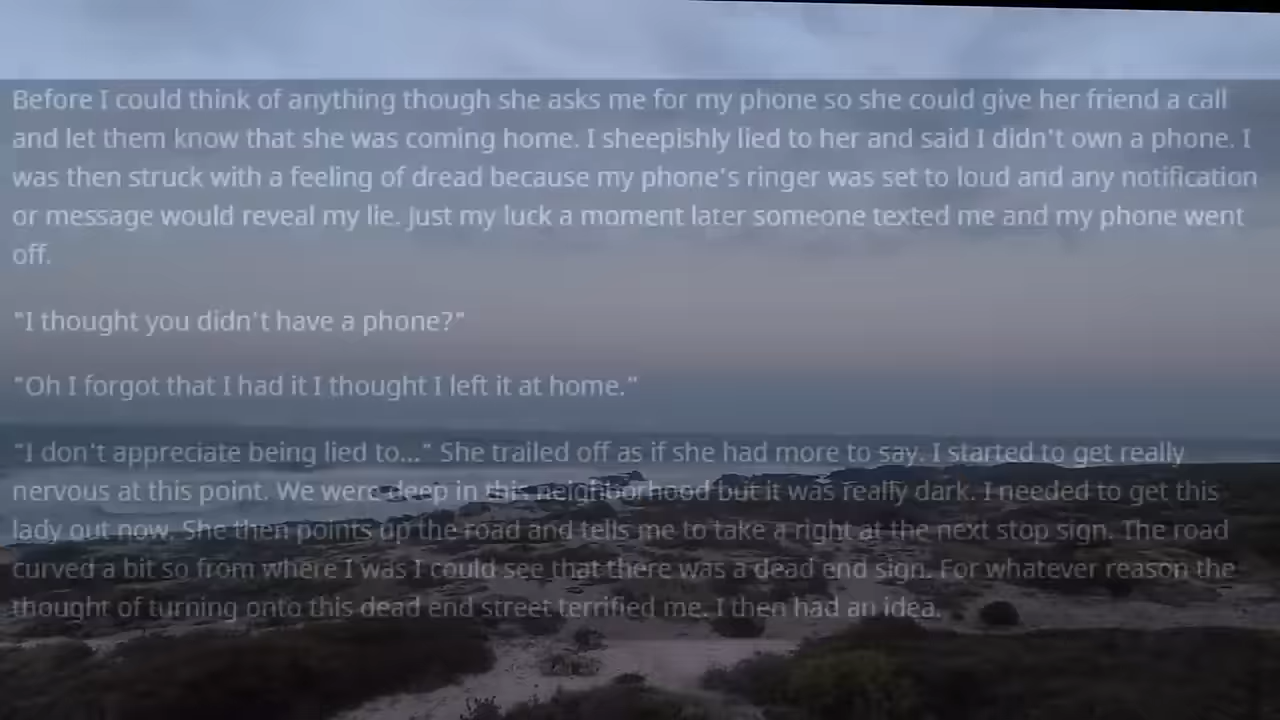 Before I could think of anything though she asks me for my phone so she could give her friend a call
and let them know that she was coming home. I sheepishly lied to her and said I didn't own a phone. I
was then struck with a feeling of dread because my phone's ringer was set to loud and any notification
or message would reveal my lie. Just my luck a moment later someone texted me and my phone went
off.
"I thought you didn't have a phone?"
"Oh I forgot that I had it I thought I left it at home."
"I don't appreciate being lied to..." She trailed off as if she had more to say. I started to get really
nervous at this point. We were deep in this neighborhood but it was really dark. I needed to get this
lady out now. She then points up the road and tells me to take a right at the next stop sign. The road
curved a bit so from where I was I could see that there was a dead end sign. For whatever reason the
thought of turning onto this dead end street terrified me. I then had an idea.